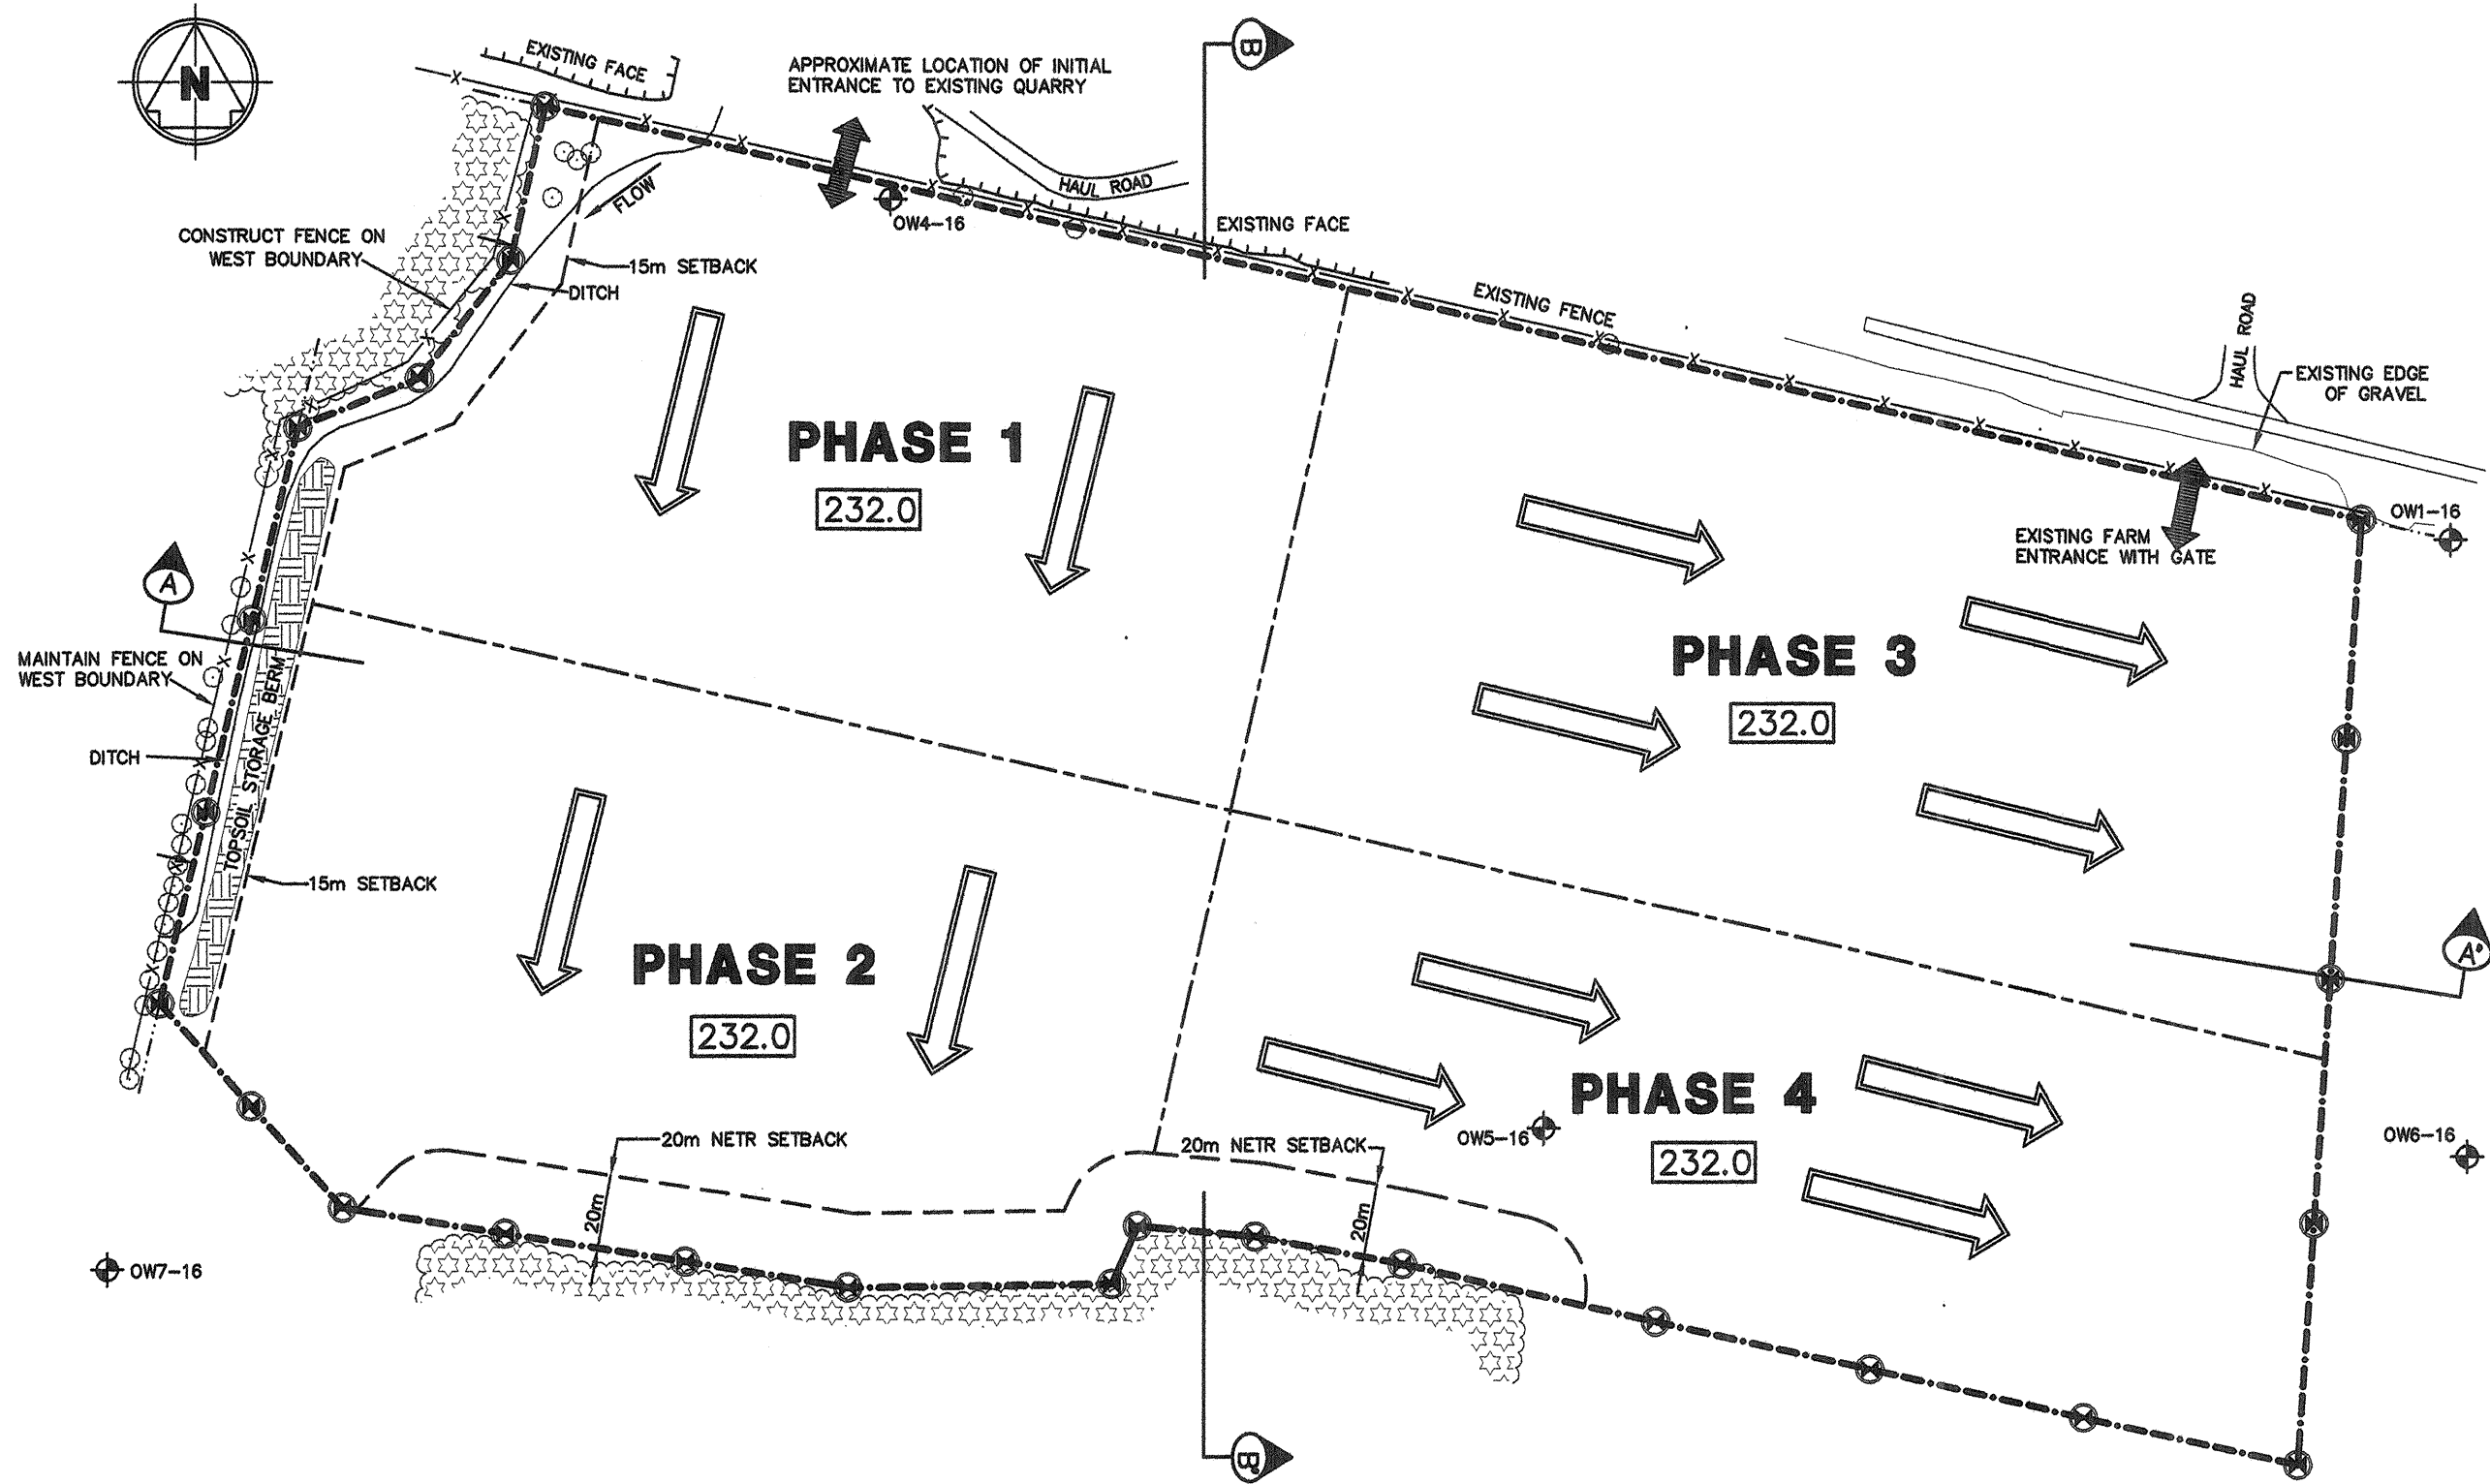 N
EXISTING FACE
APPROXIMATE LOCATION OF INITIAL
ENTRANCE TO EXISTING QUARRY
B
HAUL ROAD
FLOW
OW4-16
EXISTING FACE
CONSTRUCT FENCE ON
WEST BOUNDARY
15m SETBACK
DITCH
EXISTING FENCE
HAUL ROAD
EXISTING EDGE
OF GRAVEL
PHASE 1
232.0
OW1-16
EXISTING FARM
ENTRANCE WITH GATE
A
MAINTAIN FENCE ON
WEST BOUNDARY
PHASE 3
232.0
DITCH
TOPSOIL STORAGE BERM
15m SETBACK
PHASE 2
232.0
A'
PHASE 4
232.0
OW5-16
OW6-16
20m NETR SETBACK
20m NETR SETBACK
20m
20m
OW7-16
B'